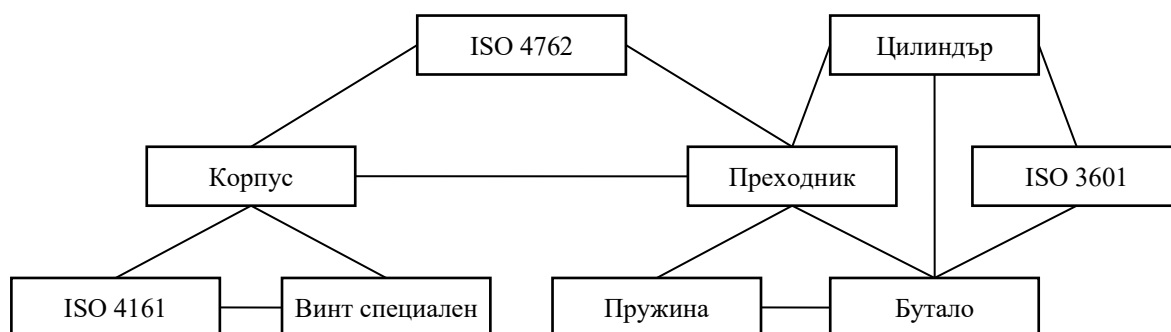 ISO 4762
Цилиндър
Корпус
Преходник
ISO 3601
ISO 4161
Винт специален
Пружина
Бутало